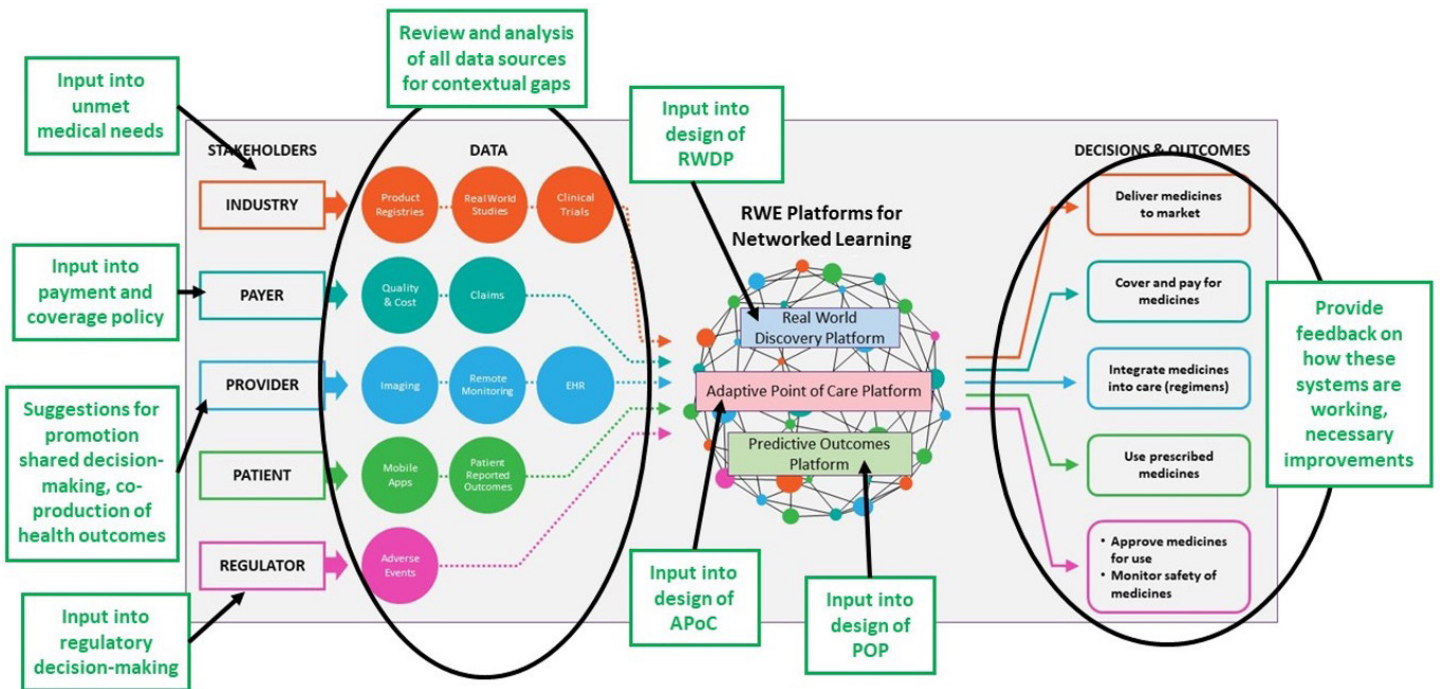 Review and analysis
of all data sources
for contextual gaps
Input into
unmet
medical needs
Input into
design of
RWDP
STAKEHOLDERS
DATA
DECISIONS & OUTCOMES
INDUSTRY
Product
Registries
Real World
Studies
Clinical
Trials
RWE Platforms for
Networked Learning
Deliver medicines
to market
Input into
payment and
coverage policy
PAYER
Quality
& Cost
Claims
Real World
Discovery Platform
Cover and pay for
medicines
Provide
feedback on
how these
systems are
working,
necessary
improvements
PROVIDER
Imaging
Remote
Monitoring
EHR
Adaptive Point of Care Platform
Integrate medicines
into care (regimens)
Suggestions for
promotion
shared decision-
making, co-
production of
health outcomes
PATIENT
Mobile
Apps
Patient
Reported
Outcomes
Predictive Outcomes
Platform
Use prescribed
medicines
REGULATOR
Adverse
Events
• Approve medicines
for use
• Monitor safety of
medicines
Input into
regulatory
decision-making
Input into
design of
APoC
Input into
design of
POP